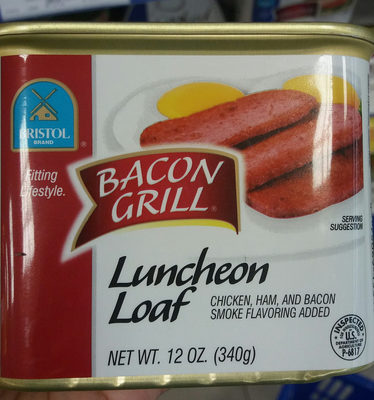 BRISTOL
BRAND
Fitting
Lifestyle.
BACON
GRILL®
SERVING
SUGGESTION
Luncheon
Loaf
CHICKEN, HAM, AND BACON
SMOKE FLAVORING ADDED
NET WT. 12 OZ. (340g)
INSPECTED
U.S.
DEPARTMENT OF
AGRICULTURE
P-6817